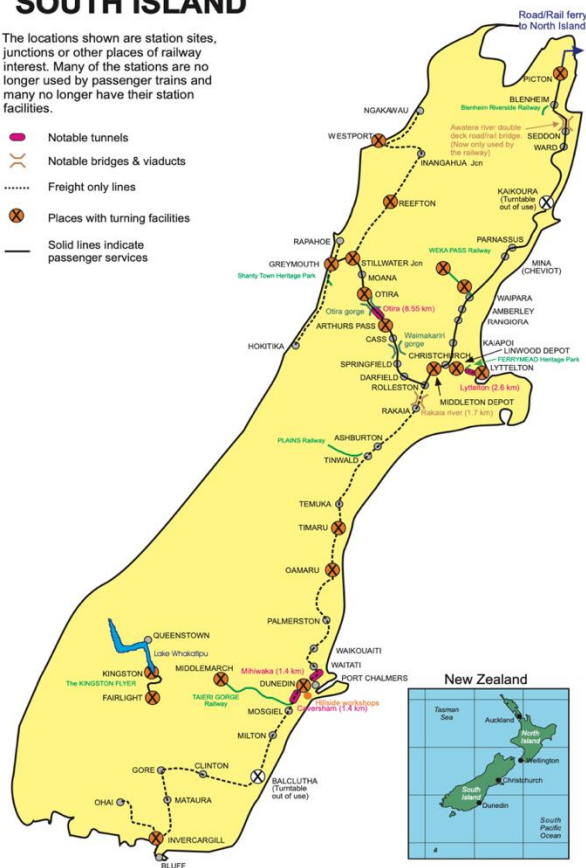 SOUTH ISLAND
The locations shown are station sites,
junctions or other places of railway
interest. Many of the stations are no
longer used by passenger trains and
many no longer have their station
facilities.
Notable tunnels
Notable bridges & viaducts
Freight only lines
Places with turning facilities
Solid lines indicate
passenger services
Road/Rail ferry
to North Island
PICTON
BLENHEIM
Blenheim Riverside Railway
Awatera river double
deck road/rail bridge.
(Now only used by
the railway)
SEDDON
WARD
NGAKAWAU
WESTPORT
INANGAHUA Jcn
REEFTON
KAIKOURA
(Turntable
out of use)
PARNASSUS
RAPAHOE
GREYMOUTH
STILLWATER Jcn
WEKA PASS Railway
MINA
(CHEVIOT)
Shanty Town Heritage Park
MOANA
OTIRA
Otira gorge
Otira (8.55 km)
WAIPARA
AMBERLEY
RANGIORA
ARTHURS PASS
CASS
Waimakariri
gorge
HOKITIKA
KAIAPOI
LINWOOD DEPOT
CHRISTCHURCH
FERRYMEAD Heritage Park
SPRINGFIELD
LYTTELTON
DARFIELD
ROLLESTON
Lyttelton (2.6 km)
MIDDLETON DEPOT
RAKAIA
Rakaia river (1.7 km)
ASHBURTON
PLAINS Railway
TINWALD
TEMUKA
TIMARU
OAMARU
PALMERSTON
QUEENSTOWN
Lake Whakatipu
WAIKOUAITI
WAITATI
KINGSTON
MIDDLEMARCH
Mihiwaka (1.4 km)
PORT CHALMERS
The KINGSTON FLYER
DUNEDIN
FAIRLIGHT
TAIERI GORGE
Railway
Hillside workshops
MOSGIEL
Caversham (1.4 km)
MILTON
GORE
CLINTON
BALCLUTHA
(Turntable
out of use)
OHAI
MATAURA
INVERCARGILL
BLUFF
New Zealand
Tasman
Sea
Auckland
North
Island
Wellington
Christchurch
South
Island
Dunedin
South
Pacific
Ocean